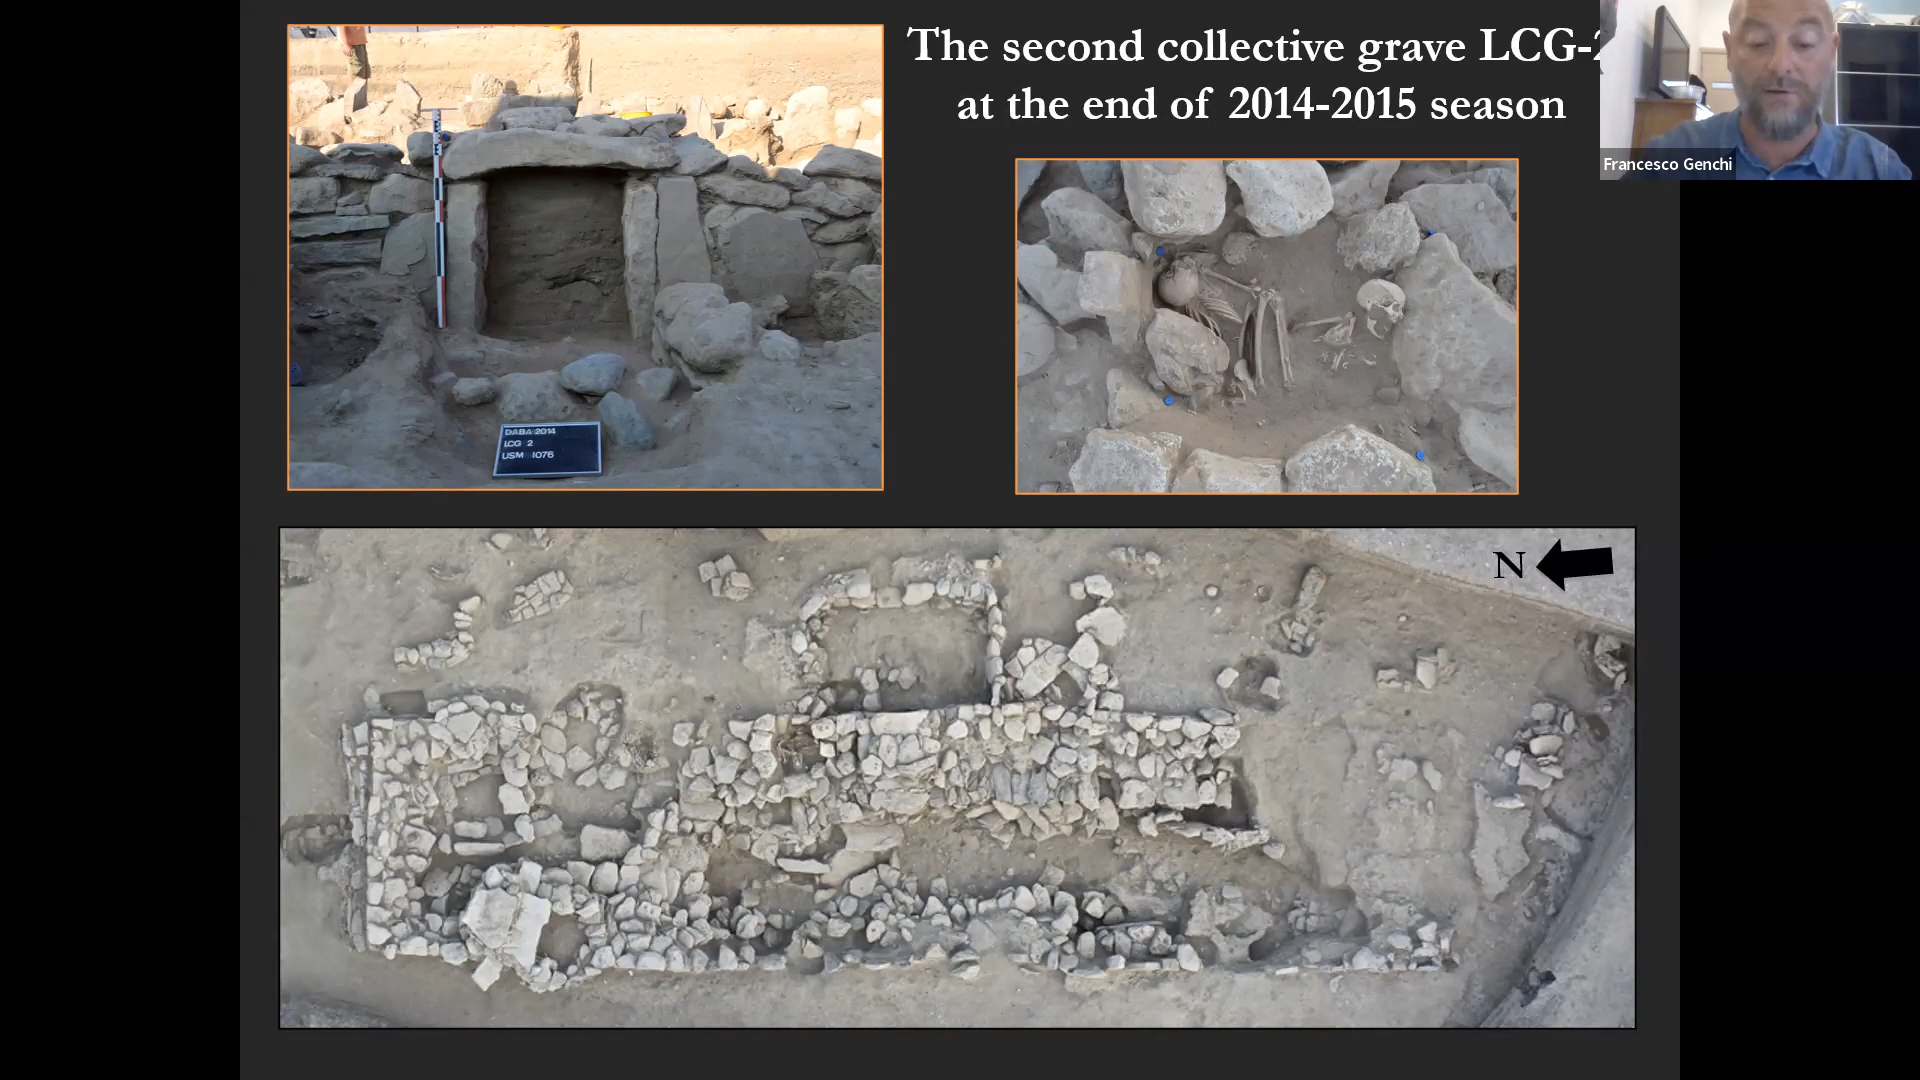 The second collective grave LCG-2
at the end of 2014-2015 season
Francesco Genchi
DABA 2014
LCG 2
USM 1076
N